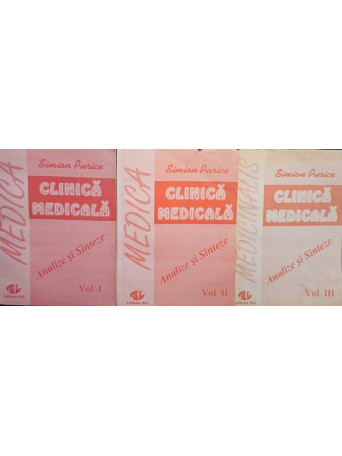 MEDICA
Simion Purice
CLINICĂ
MEDICALĂ
Analize și Sinteze
Vol I
MEDICA
Simion Purice
CLINICĂ
MEDICALĂ
Analize și Sinteze
Vol II
MEDICINALIS
Simion Purice
CLINICĂ
MEDICALĂ
Analize și Sinteze
Vol III